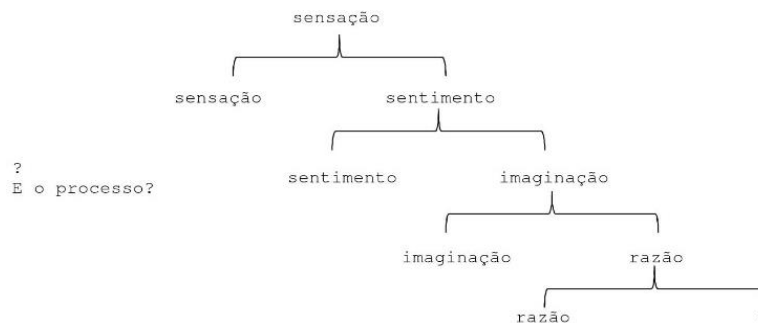 sensação
sensação sentimento
sentimento imaginação
?
E o processo?
imaginação razão
razão